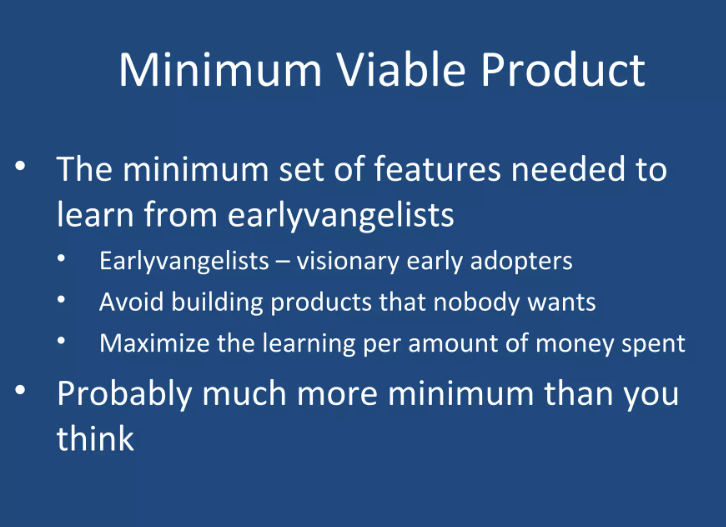 Minimum Viable Product
• The minimum set of features needed to
learn from earlyvangelists
• Earlyvangelists – visionary early adopters
• Avoid building products that nobody wants
• Maximize the learning per amount of money spent
• Probably much more minimum than you
think